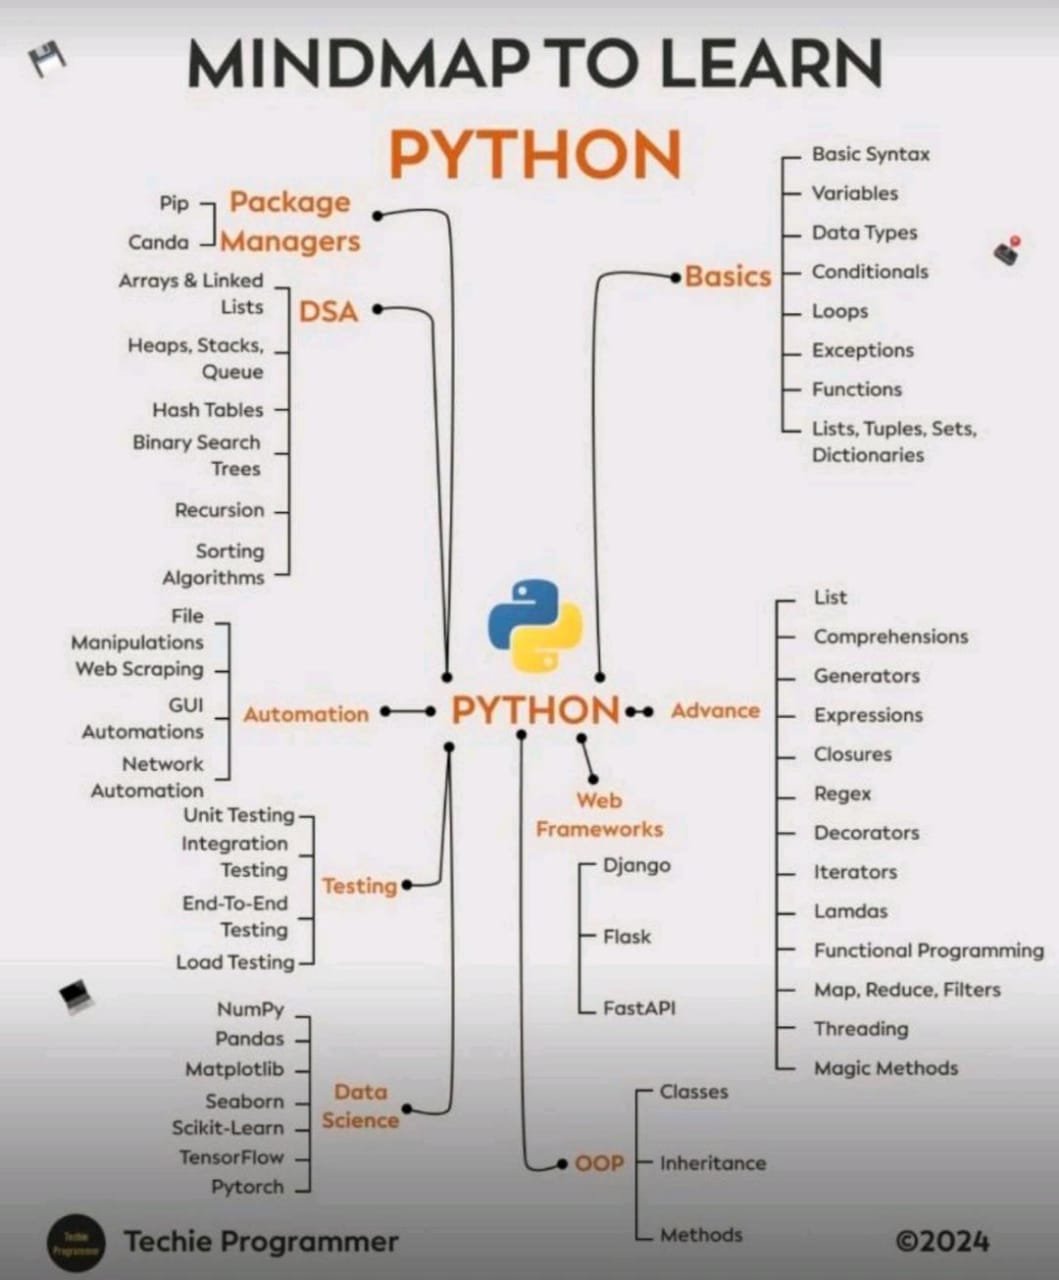 MINDMAP TO LEARN
PYTHON
Package
Managers
Pip
Canda
DSA
Arrays & Linked
Lists
Heaps, Stacks,
Queue
Hash Tables
Binary Search
Trees
Recursion
Sorting
Algorithms
Basics
Basic Syntax
Variables
Data Types
Conditionals
Loops
Exceptions
Functions
Lists, Tuples, Sets,
Dictionaries
PYTHON
Automation
File
Manipulations
Web Scraping
GUI
Automations
Network
Automation
Advance
List
Comprehensions
Generators
Expressions
Closures
Regex
Decorators
Iterators
Lamdas
Functional Programming
Map, Reduce, Filters
Threading
Magic Methods
Web
Frameworks
Django
Flask
FastAPI
Testing
Unit Testing
Integration
Testing
End-To-End
Testing
Load Testing
Data
Science
NumPy
Pandas
Matplotlib
Seaborn
Scikit-Learn
TensorFlow
Pytorch
OOP
Classes
Inheritance
Methods
Techie
Programmer
Techie Programmer
©2024